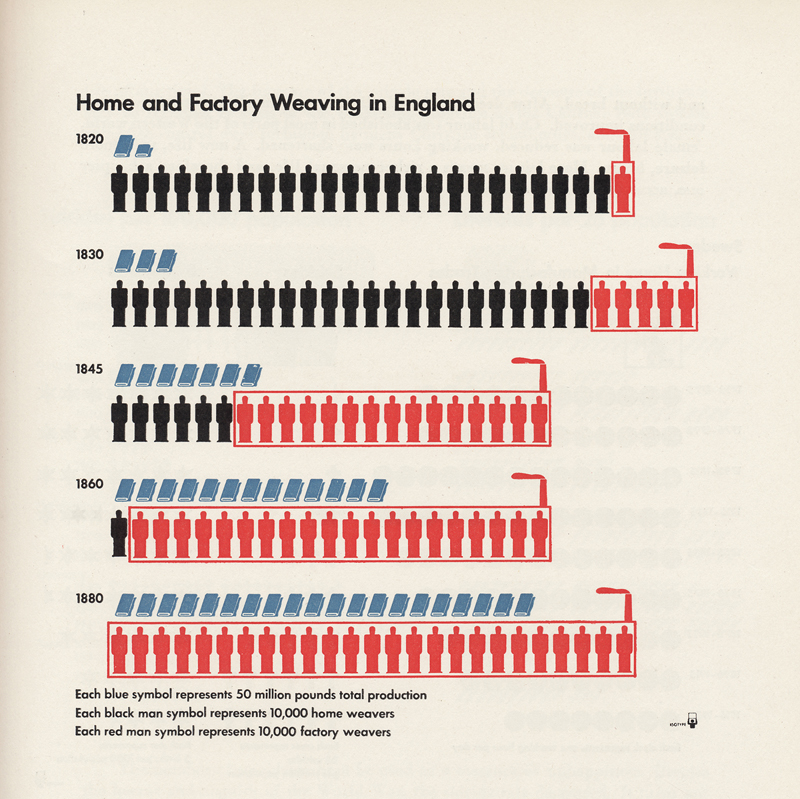 Home and Factory Weaving in England
1820
1830
1845
1860
1880
Each blue symbol represents 50 million pounds total production
Each black man symbol represents 10,000 home weavers
Each red man symbol represents 10,000 factory weavers
ISOTYPE